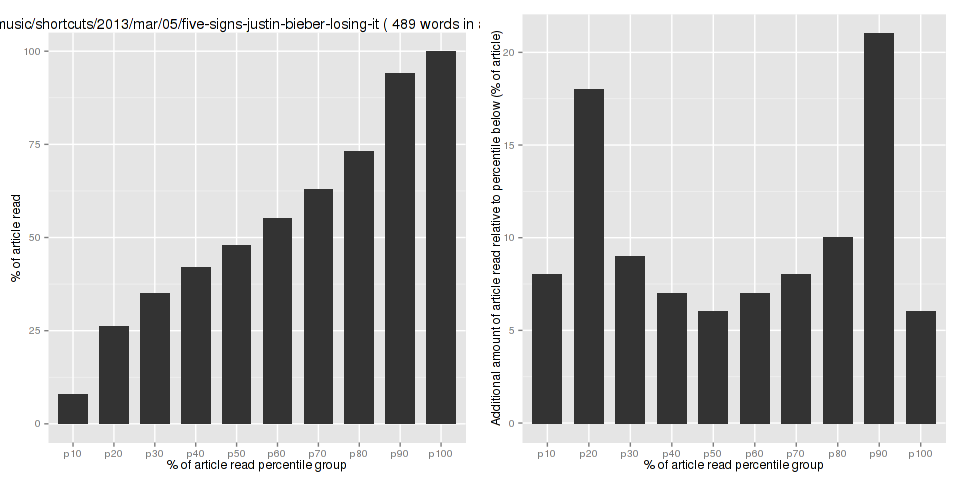 music/shortcuts/2013/mar/05/five-signs-justin-bieber-losing-it ( 489 words in
% of article read
100
75
50
25
0
p10 p20 p30 p40 p50 p60 p70 p80 p90 p100
% of article read percentile group
Additional amount of article read relative to percentile below (% of article)
20
15
10
5
0
p10 p20 p30 p40 p50 p60 p70 p80 p90 p100
% of article read percentile group